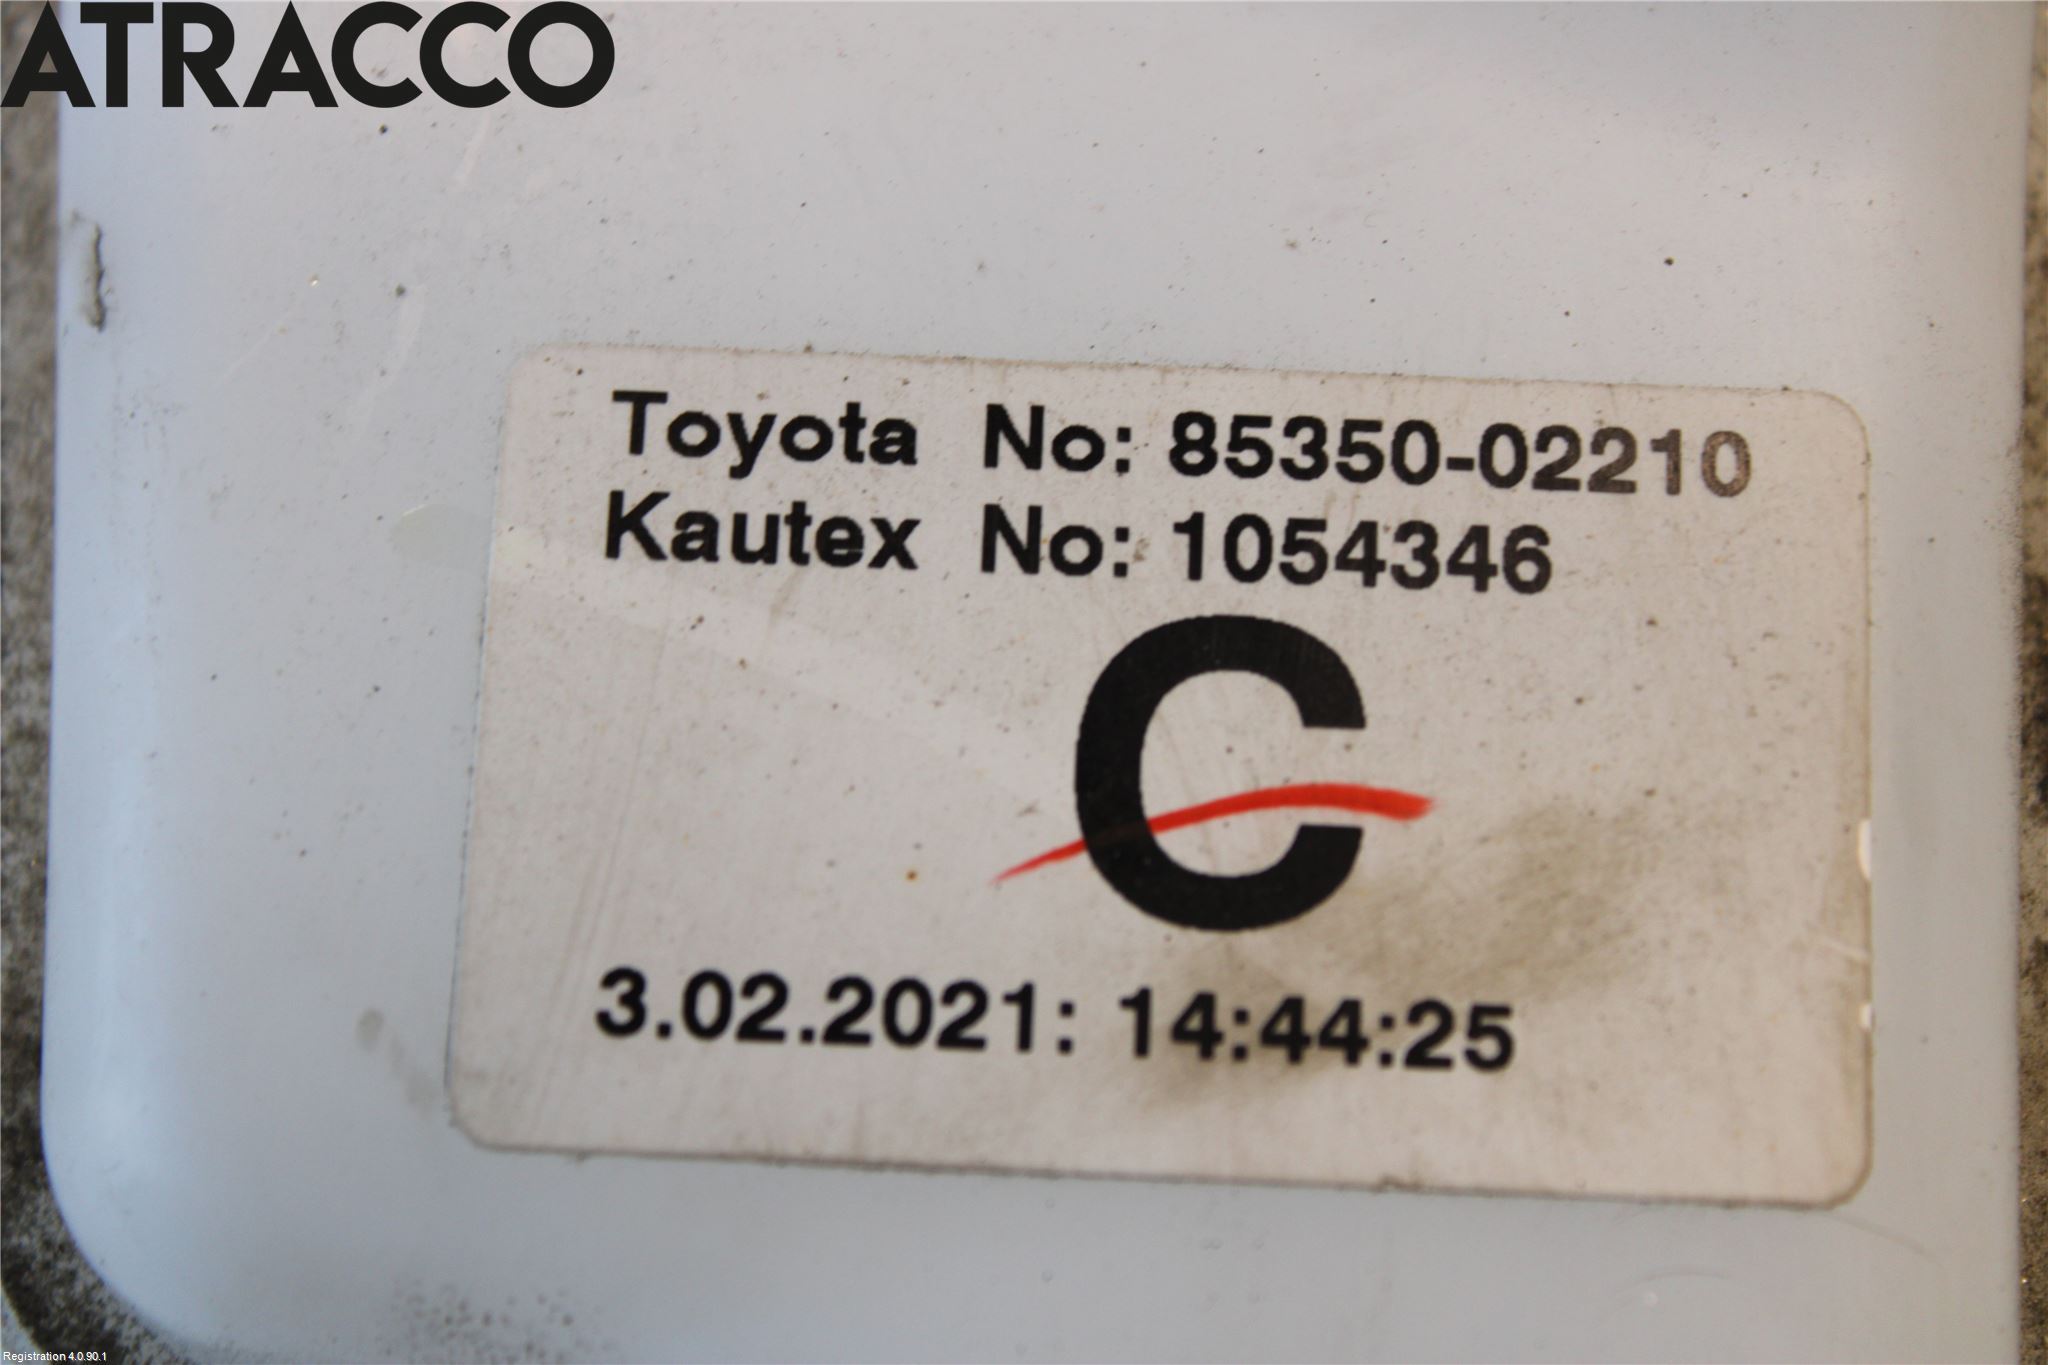 ATRACCO
Toyota No: 85350-02210
Kautex No: 1054346
C
3.02.2021: 14:44:25
Registration 4.0.90.1